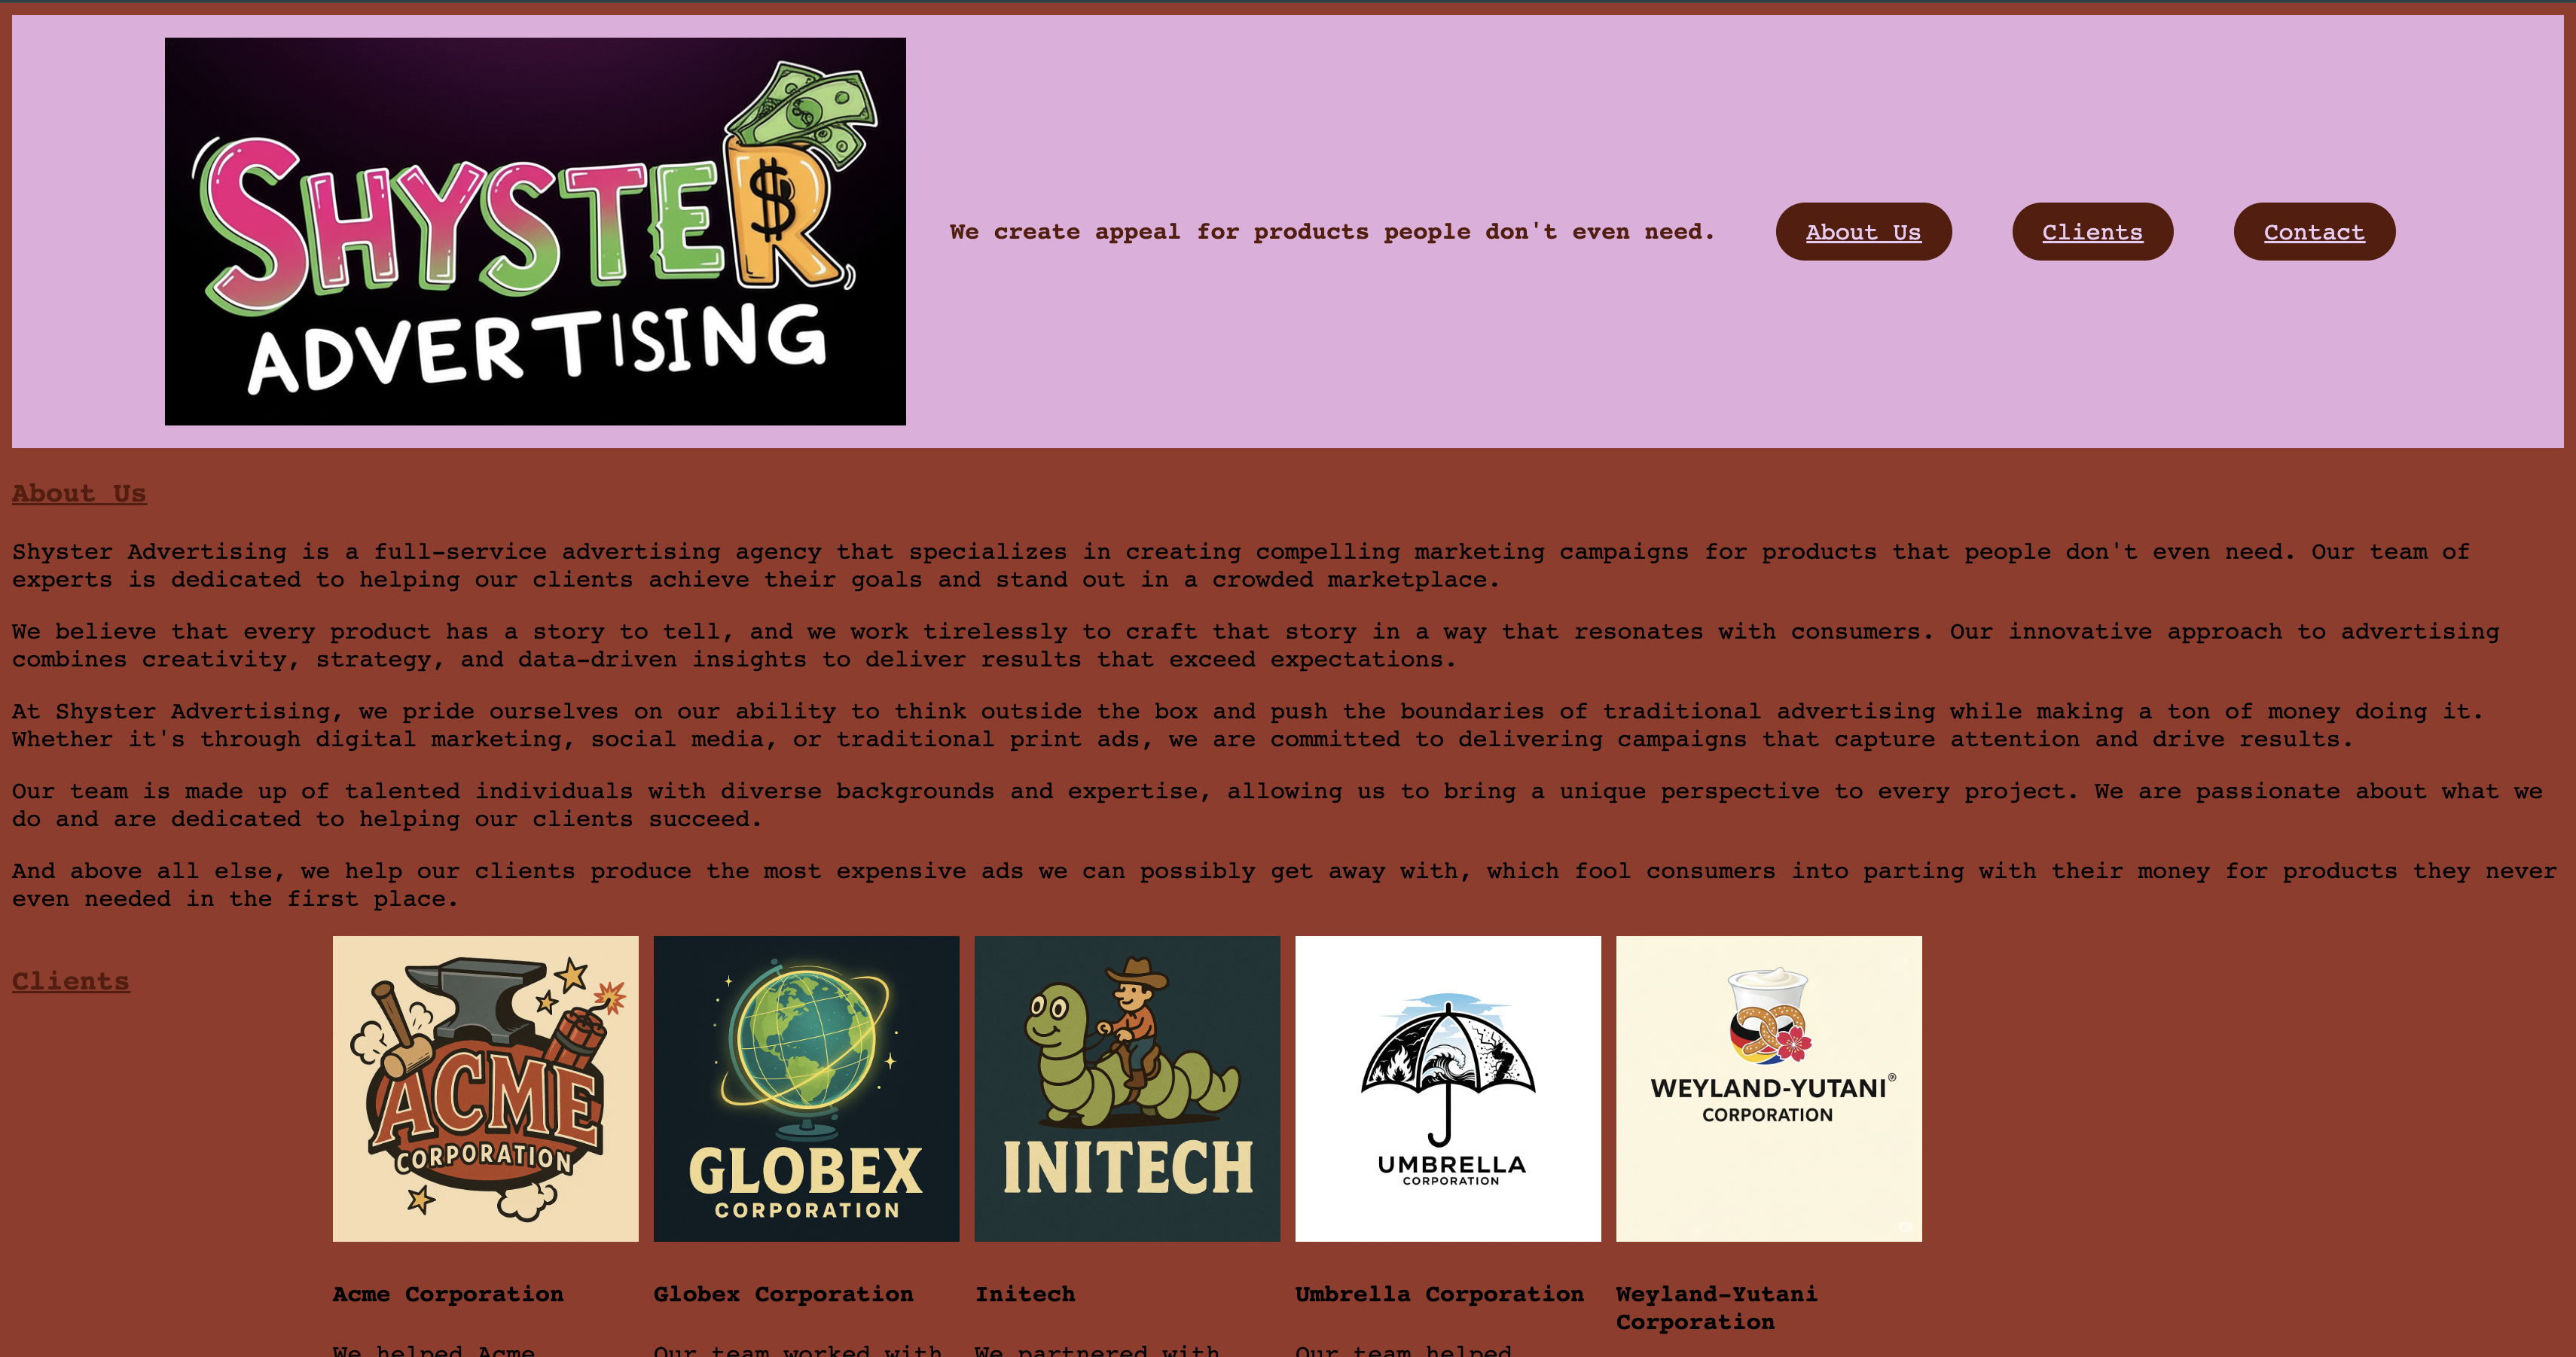 SHYSTER
ADVERTISING
We create appeal for products people don't even need.
About Us
Clients
Contact
About Us
Shyster Advertising is a full-service advertising agency that specializes in creating compelling marketing campaigns for products that people don't even need. Our team of
experts is dedicated to helping our clients achieve their goals and stand out in a crowded marketplace.
We believe that every product has a story to tell, and we work tirelessly to craft that story in a way that resonates with consumers. Our innovative approach to advertising
combines creativity, strategy, and data-driven insights to deliver results that exceed expectations.
At Shyster Advertising, we pride ourselves on our ability to think outside the box and push the boundaries of traditional advertising while making a ton of money doing it.
Whether it's through digital marketing, social media, or traditional print ads, we are committed to delivering campaigns that capture attention and drive results.
Our team is made up of talented individuals with diverse backgrounds and expertise, allowing us to bring a unique perspective to every project. We are passionate about what we
do and are dedicated to helping our clients succeed.
And above all else, we help our clients produce the most expensive ads we can possibly get away with, which fool consumers into parting with their money for products they never
even needed in the first place.
Clients
ACME
CORPORATION
GLOBEX
CORPORATION
INITECH
UMBRELLA
CORPORATION
WEYLAND-YUTANI®
CORPORATION
Acme Corporation
Globex Corporation
Initech
Umbrella Corporation
Weyland-Yutani
Corporation
We helped Acme
Our team worked with
We partnered with
Our team helped